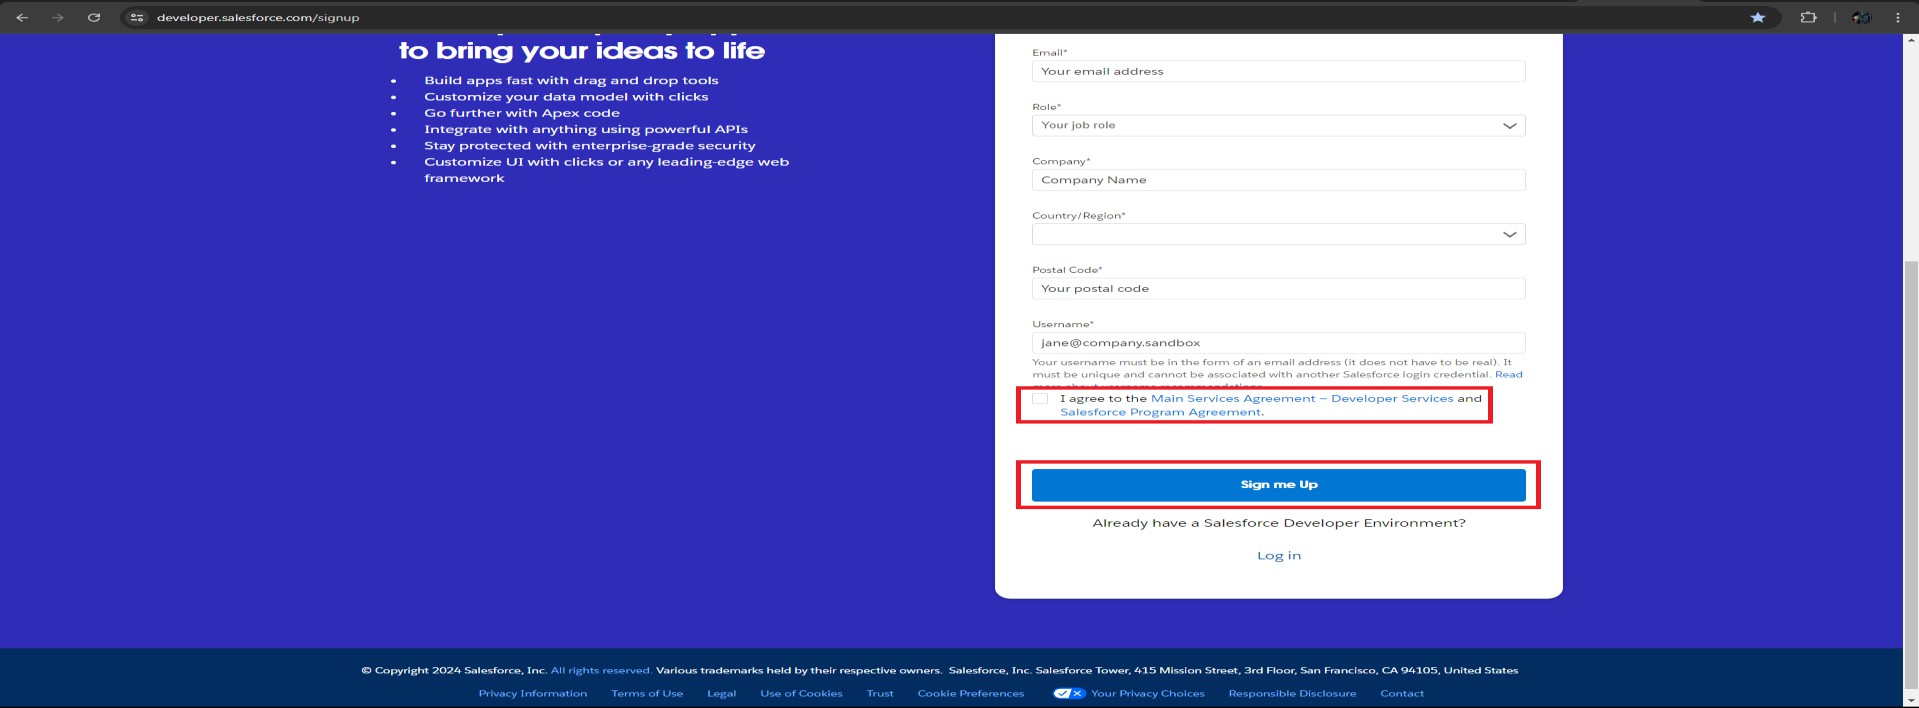 developer.salesforce.com/signup
to bring your ideas to life
• Build apps fast with drag and drop tools
• Customize your data model with clicks
• Go further with Apex code
• Integrate with anything using powerful APIs
• Stay protected with enterprise-grade security
• Customize UI with clicks or any leading-edge web
framework
Email*
Your email address
Role*
Your job role
Company*
Company Name
Country/Region*
Postal Code*
Your postal code
Username*
jane@company.sandbox
Your username must be in the form of an email address (it does not have to be real). It
must be unique and cannot be associated with another Salesforce login credential. Read
more about username recommendations.
I agree to the Main Services Agreement – Developer Services and
Salesforce Program Agreement.
Sign me Up
Already have a Salesforce Developer Environment?
Log in
© Copyright 2024 Salesforce, Inc. All rights reserved. Various trademarks held by their respective owners. Salesforce, Inc. Salesforce Tower, 415 Mission Street, 3rd Floor, San Francisco, CA 94105, United States
Privacy Information Terms of Use Legal Use of Cookies Trust Cookie Preferences Your Privacy Choices Responsible Disclosure Contact